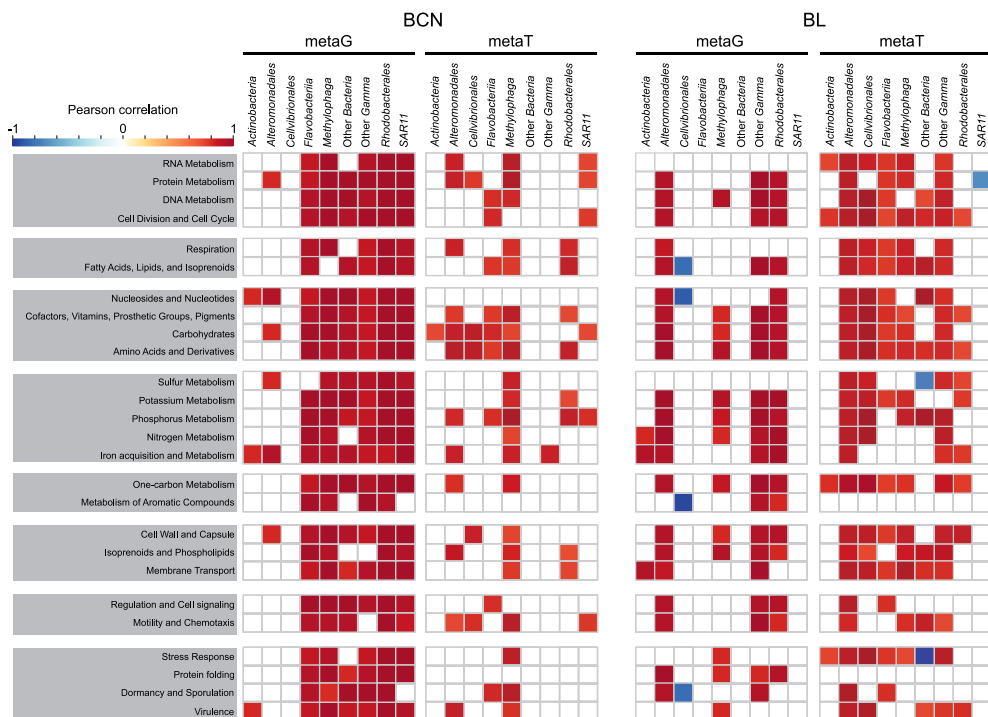 BCN BL
metaG metaT metaG metaT
Pearson correlation
-1 0 1
Actinobacteria Alteromonadales Cellvibrionales Flavobacteriia Methylophaga Other Bacteria Other Gamma Rhodobacterales SAR11 Actinobacteria Alteromonadales Cellvibrionales Flavobacteriia Methylophaga Other Bacteria Other Gamma Rhodobacterales SAR11 Actinobacteria Alteromonadales Cellvibrionales Flavobacteriia Methylophaga Other Bacteria Other Gamma Rhodobacterales SAR11 Actinobacteria Alteromonadales Cellvibrionales Flavobacteriia Methylophaga Other Bacteria Other Gamma Rhodobacterales SAR11
RNA Metabolism
Protein Metabolism
DNA Metabolism
Cell Division and Cell Cycle
Respiration
Fatty Acids, Lipids, and Isoprenoids
Nucleosides and Nucleotides
Cofactors, Vitamins, Prosthetic Groups, Pigments
Carbohydrates
Amino Acids and Derivatives
Sulfur Metabolism
Potassium Metabolism
Phosphorus Metabolism
Nitrogen Metabolism
Iron acquisition and Metabolism
One-carbon Metabolism
Metabolism of Aromatic Compounds
Cell Wall and Capsule
Isoprenoids and Phospholipids
Membrane Transport
Regulation and Cell signaling
Motility and Chemotaxis
Stress Response
Protein folding
Dormancy and Sporulation
Virulence